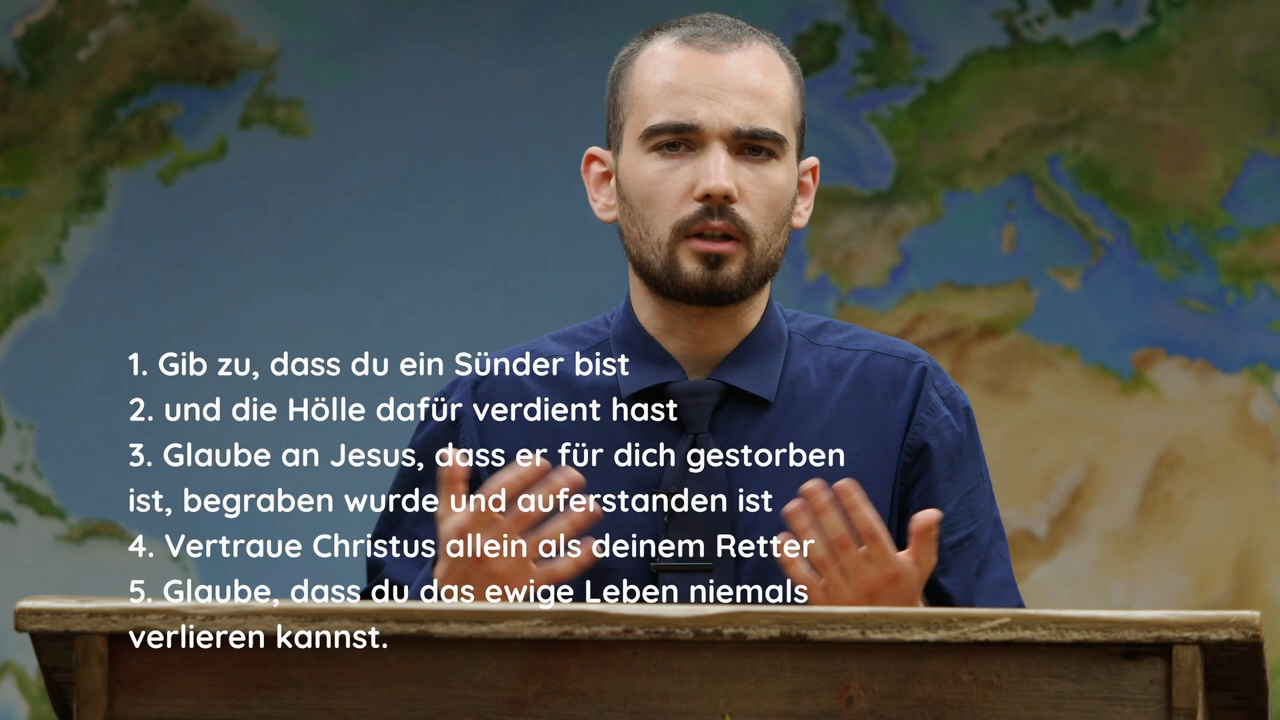 1. Gib zu, dass du ein Sünder bist
2. und die Hölle dafür verdient hast
3. Glaube an Jesus, dass er für dich gestorben
ist, begraben wurde und auferstanden ist
4. Vertraue Christus allein als deinem Retter
5. Glaube, dass du das ewige Leben niemals
verlieren kannst.